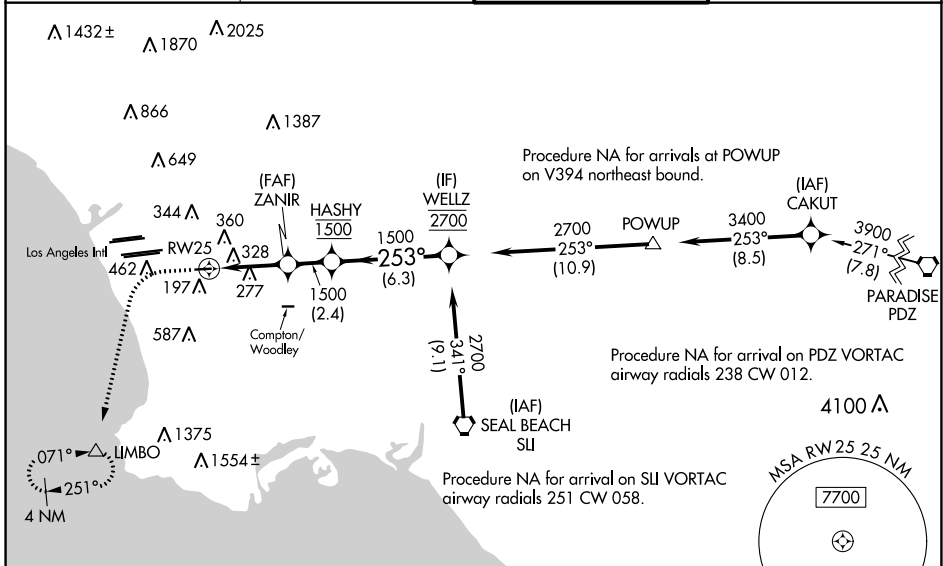 1432 ±
1870
2025
866
1387
649
Procedure NA for arrivals at POWUP
on V394 northeast bound.
(FAF)
ZANIR
(IF)
WELLZ
2700
(IAF)
CAKUT
HASHY
1500
344
360
328
RW25
Los Angeles Intl
462
197
277
1500
253°
(6.3)
2700
253°
(10.9)
POWUP
3400
253°
(8.5)
3900
271°
(7.8)
PARADISE
PDZ
1500
(2.4)
Compton/
Woodley
587
2700
341°
(9.1)
Procedure NA for arrival on PDZ VORTAC
airway radials 238 CW 012.
4100
(IAF)
SEAL BEACH
SLI
1375
1554 ±
LIMBO
071°
251°
4 NM
Procedure NA for arrival on SLI VORTAC
airway radials 251 CW 058.
MSA RW 25 25 NM
7700